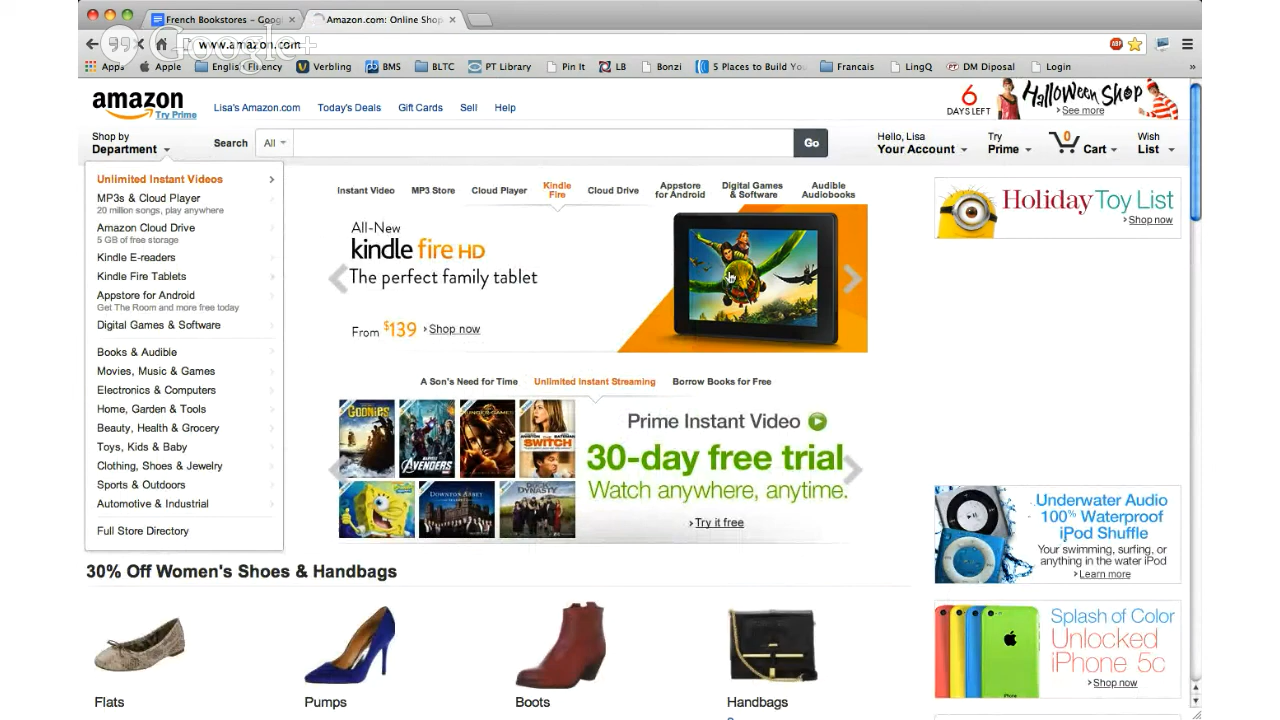 French Bookstores - Goog
Amazon.com: Online Shop
Google+
www.amazon.com
ABP
Apps
Apple
English Fluency
Verbling
BMS
BLTC
PT Library
Pin It
LB
Bonzi
5 Places to Build Yo
Francais
LingQ
DM Diposal
Login
»
amazon
Try Prime
Lisa's Amazon.com
Today's Deals
Gift Cards
Sell
Help
6
DAYS LEFT
Halloween Shop
See more
Shop by
Department
Search
All
Go
Hello, Lisa
Your Account
Try
Prime
0
Cart
Wish
List
Unlimited Instant Videos
MP3s & Cloud Player
20 million songs, play anywhere
Amazon Cloud Drive
5 GB of free storage
Kindle E-readers
Kindle Fire Tablets
Appstore for Android
Get The Room and more free today
Digital Games & Software
Books & Audible
Movies, Music & Games
Electronics & Computers
Home, Garden & Tools
Beauty, Health & Grocery
Toys, Kids & Baby
Clothing, Shoes & Jewelry
Sports & Outdoors
Automotive & Industrial
Full Store Directory
Instant Video
MP3 Store
Cloud Player
Kindle
Fire
Cloud Drive
Appstore
for Android
Digital Games
& Software
Audible
Audiobooks
All-New
kindle fire HD
The perfect family tablet
From $139
Shop now
Holiday Toy List
Shop now
A Son's Need for Time
Unlimited Instant Streaming
Borrow Books for Free
GOONIES
AVENGERS
SWITCH
DOWNTON ABBEY
DUCK DYNASTY
Prime Instant Video
30-day free trial
Watch anywhere, anytime.
Try it free
Underwater Audio
100% Waterproof
iPod Shuffle
Your swimming, surfing, or
anything in the water iPod
Learn more
30% Off Women's Shoes & Handbags
Flats
Pumps
Boots
Handbags
Splash of Color
Unlocked
iPhone 5c
Shop now